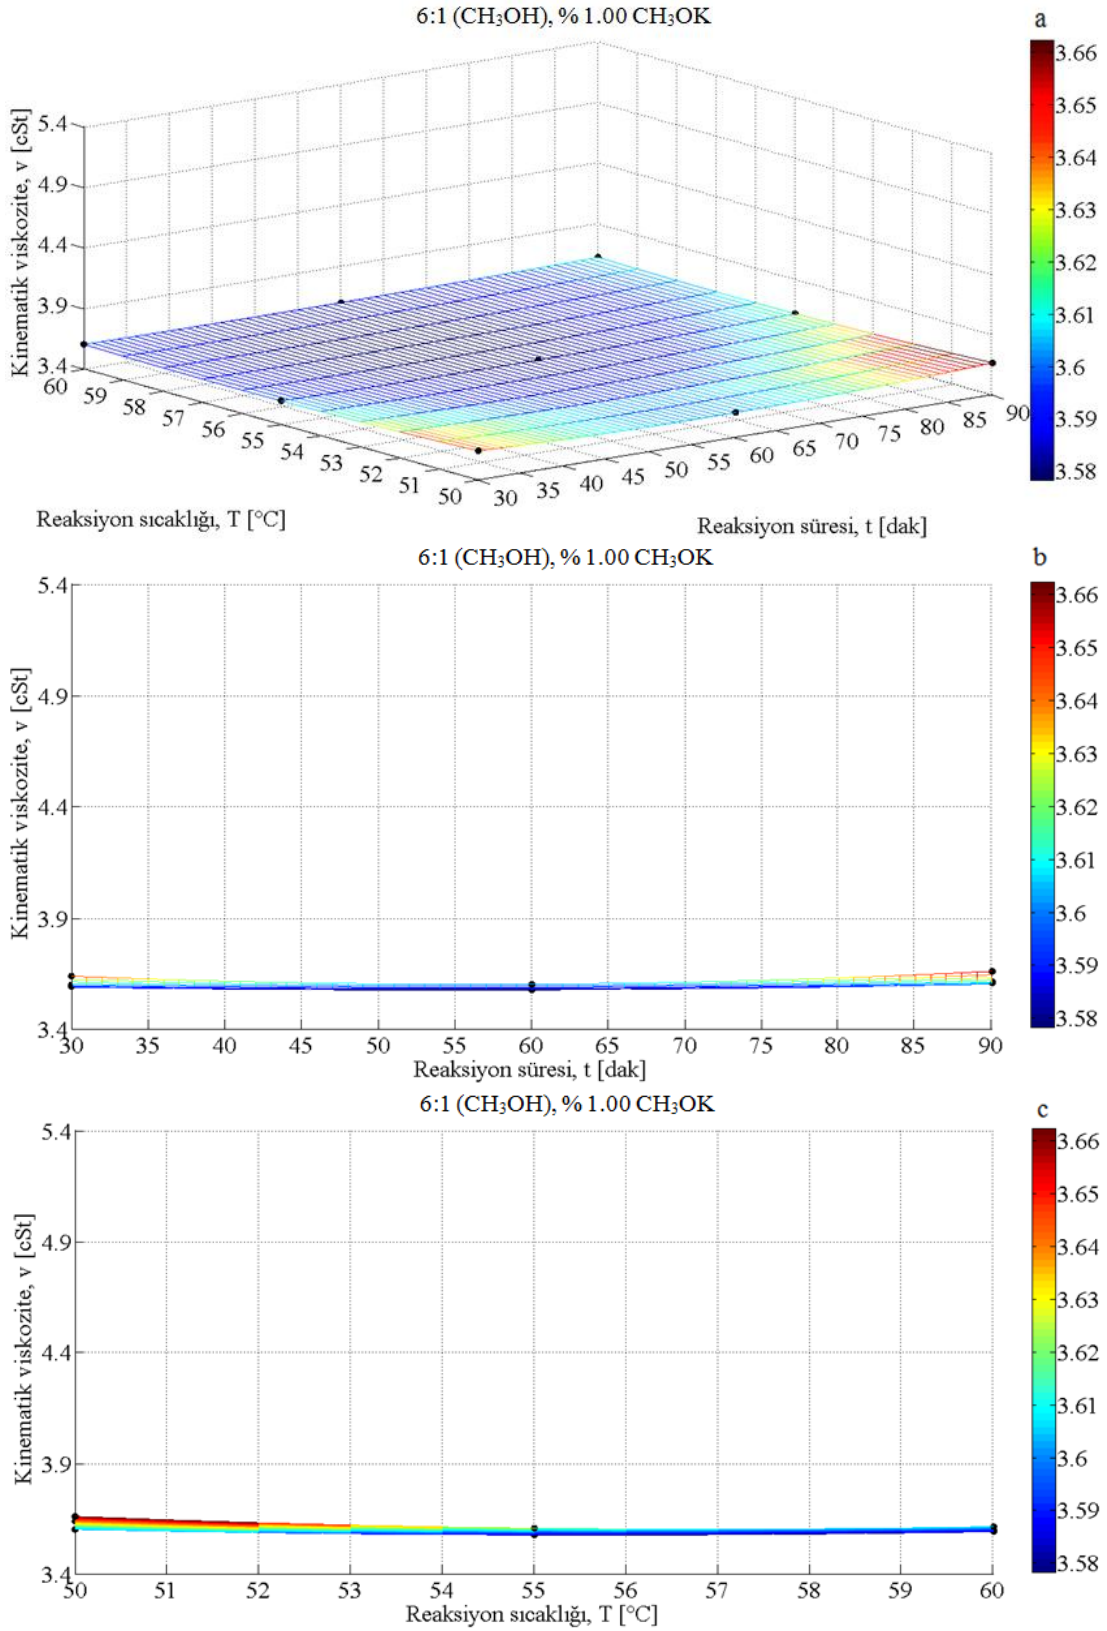 6:1 (CH₃OH), % 1.00 CH₃OK
a
Kinematik viskozite, v [cSt]
5.4
4.9
4.4
3.9
3.4
60 59 58 57 56 55 54 53 52 51 50
30 35 40 45 50 55 60 65 70 75 80 85 90
Reaksiyon sıcaklığı, T [°C]
Reaksiyon süresi, t [dak]
3.66
3.65
3.64
3.63
3.62
3.61
3.6
3.59
3.58
6:1 (CH₃OH), % 1.00 CH₃OK
b
Kinematik viskozite, v [cSt]
5.4
4.9
4.4
3.9
3.4
30 35 40 45 50 55 60 65 70 75 80 85 90
Reaksiyon süresi, t [dak]
3.66
3.65
3.64
3.63
3.62
3.61
3.6
3.59
3.58
6:1 (CH₃OH), % 1.00 CH₃OK
c
Kinematik viskozite, v [cSt]
5.4
4.9
4.4
3.9
3.4
50 51 52 53 54 55 56 57 58 59 60
Reaksiyon sıcaklığı, T [°C]
3.66
3.65
3.64
3.63
3.62
3.61
3.6
3.59
3.58